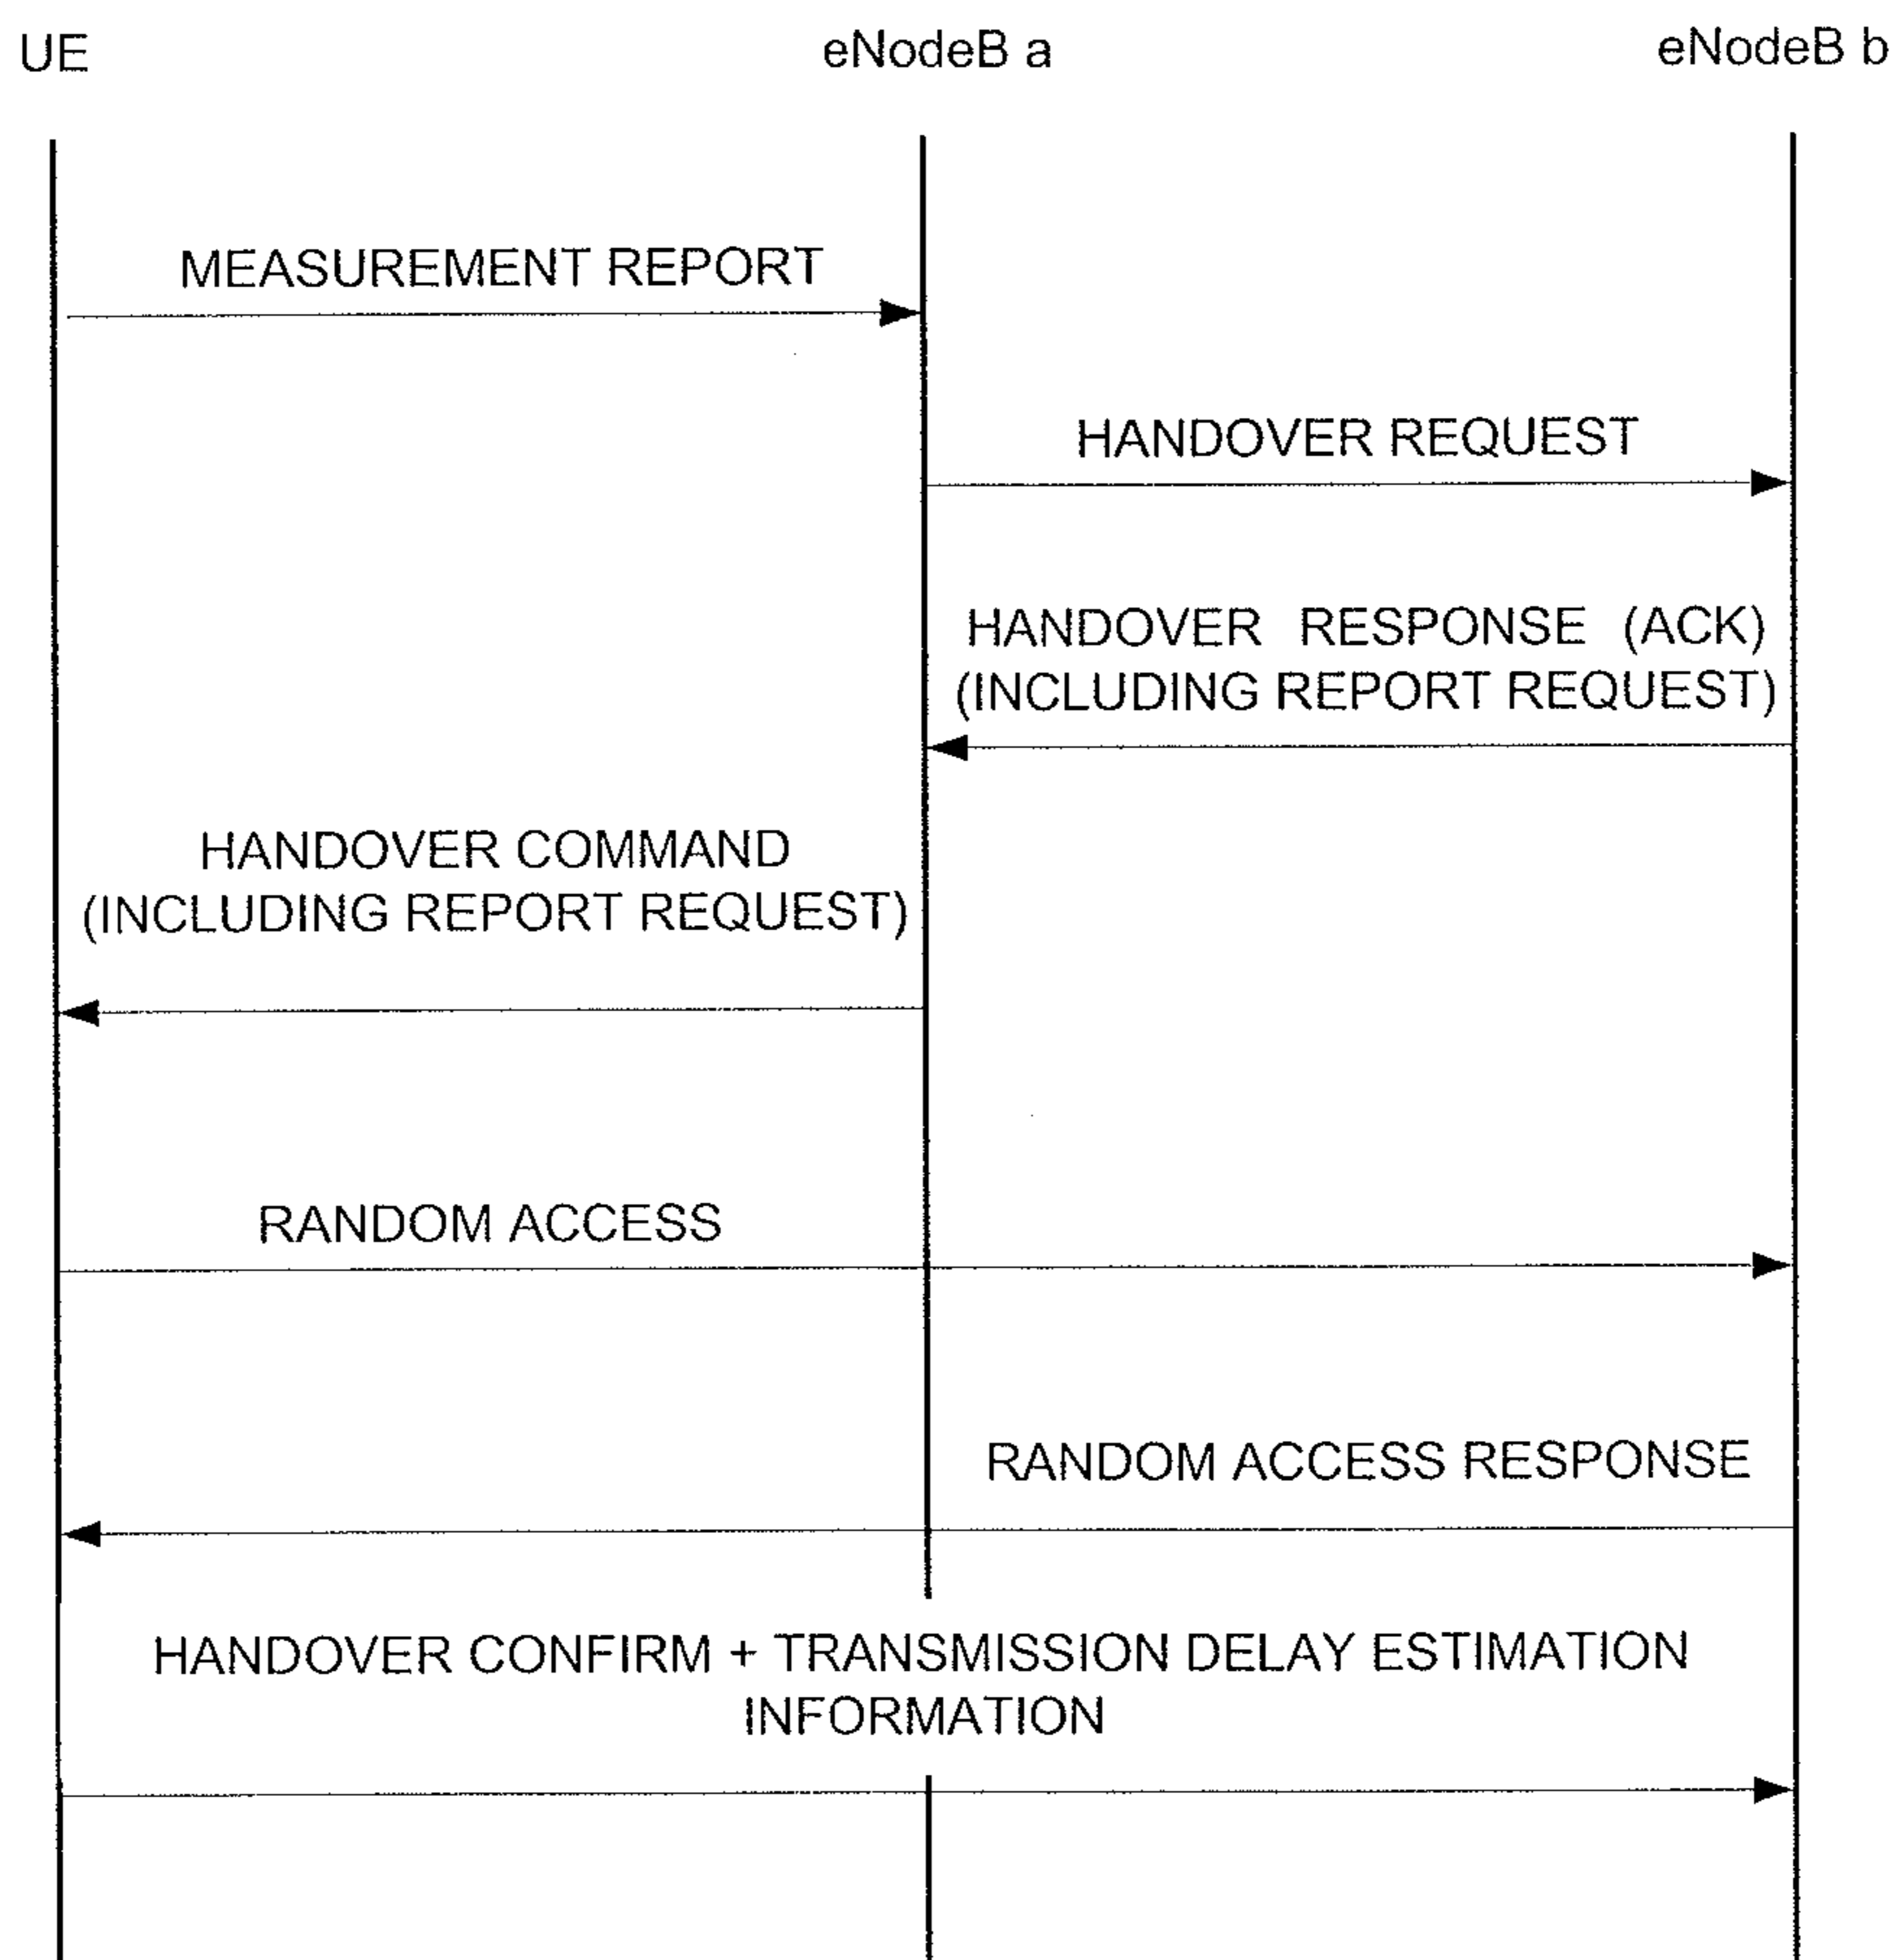 UE eNodeB a eNodeB b
MEASUREMENT REPORT
HANDOVER REQUEST
HANDOVER RESPONSE (ACK)
(INCLUDING REPORT REQUEST)
HANDOVER COMMAND
(INCLUDING REPORT REQUEST)
RANDOM ACCESS
RANDOM ACCESS RESPONSE
HANDOVER CONFIRM + TRANSMISSION DELAY ESTIMATION
INFORMATION